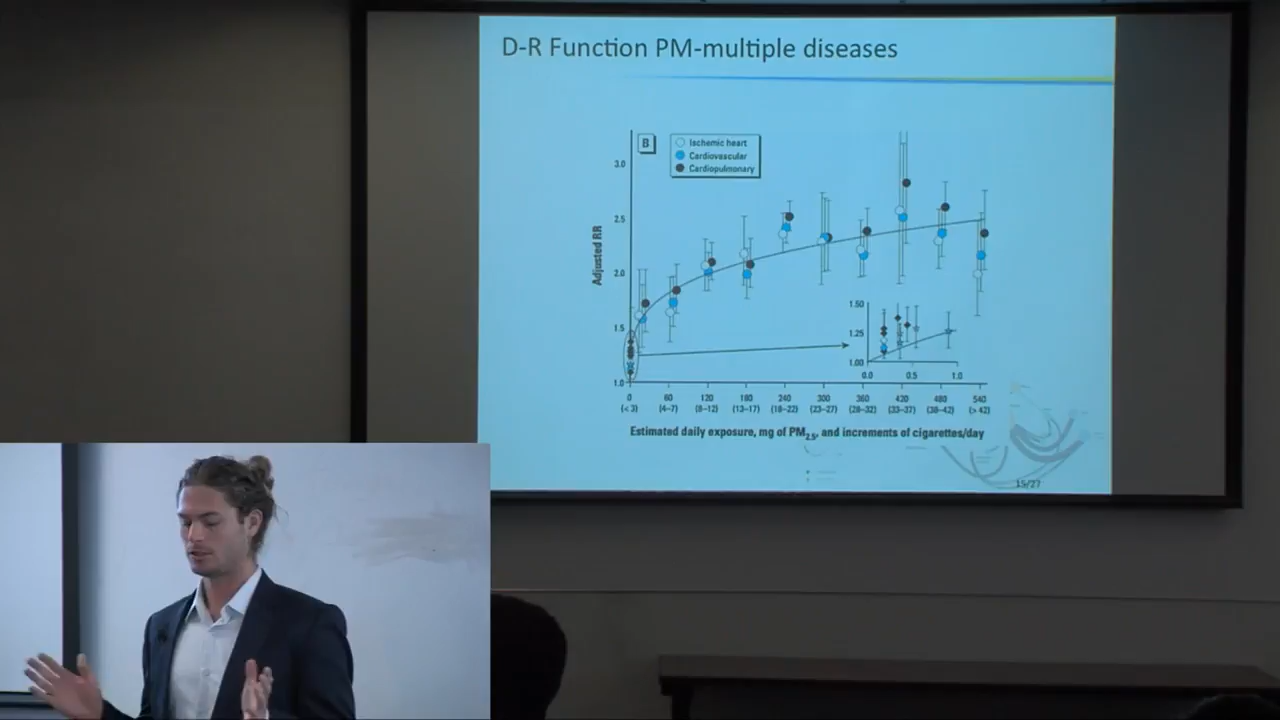 D-R Function PM-multiple diseases
B
Ischemic heart
Cardiovascular
Cardiopulmonary
3.0
2.5
2.0
1.5
1.0
Adjusted RR
1.50
1.25
1.00
0.0 0.5 1.0
0 60 120 180 240 300 360 420 480 540
(< 3) (4–7) (8–12) (13–17) (18–22) (23–27) (28–32) (33–37) (38–42) (> 42)
Estimated daily exposure, mg of PM2.5, and increments of cigarettes/day
15/27